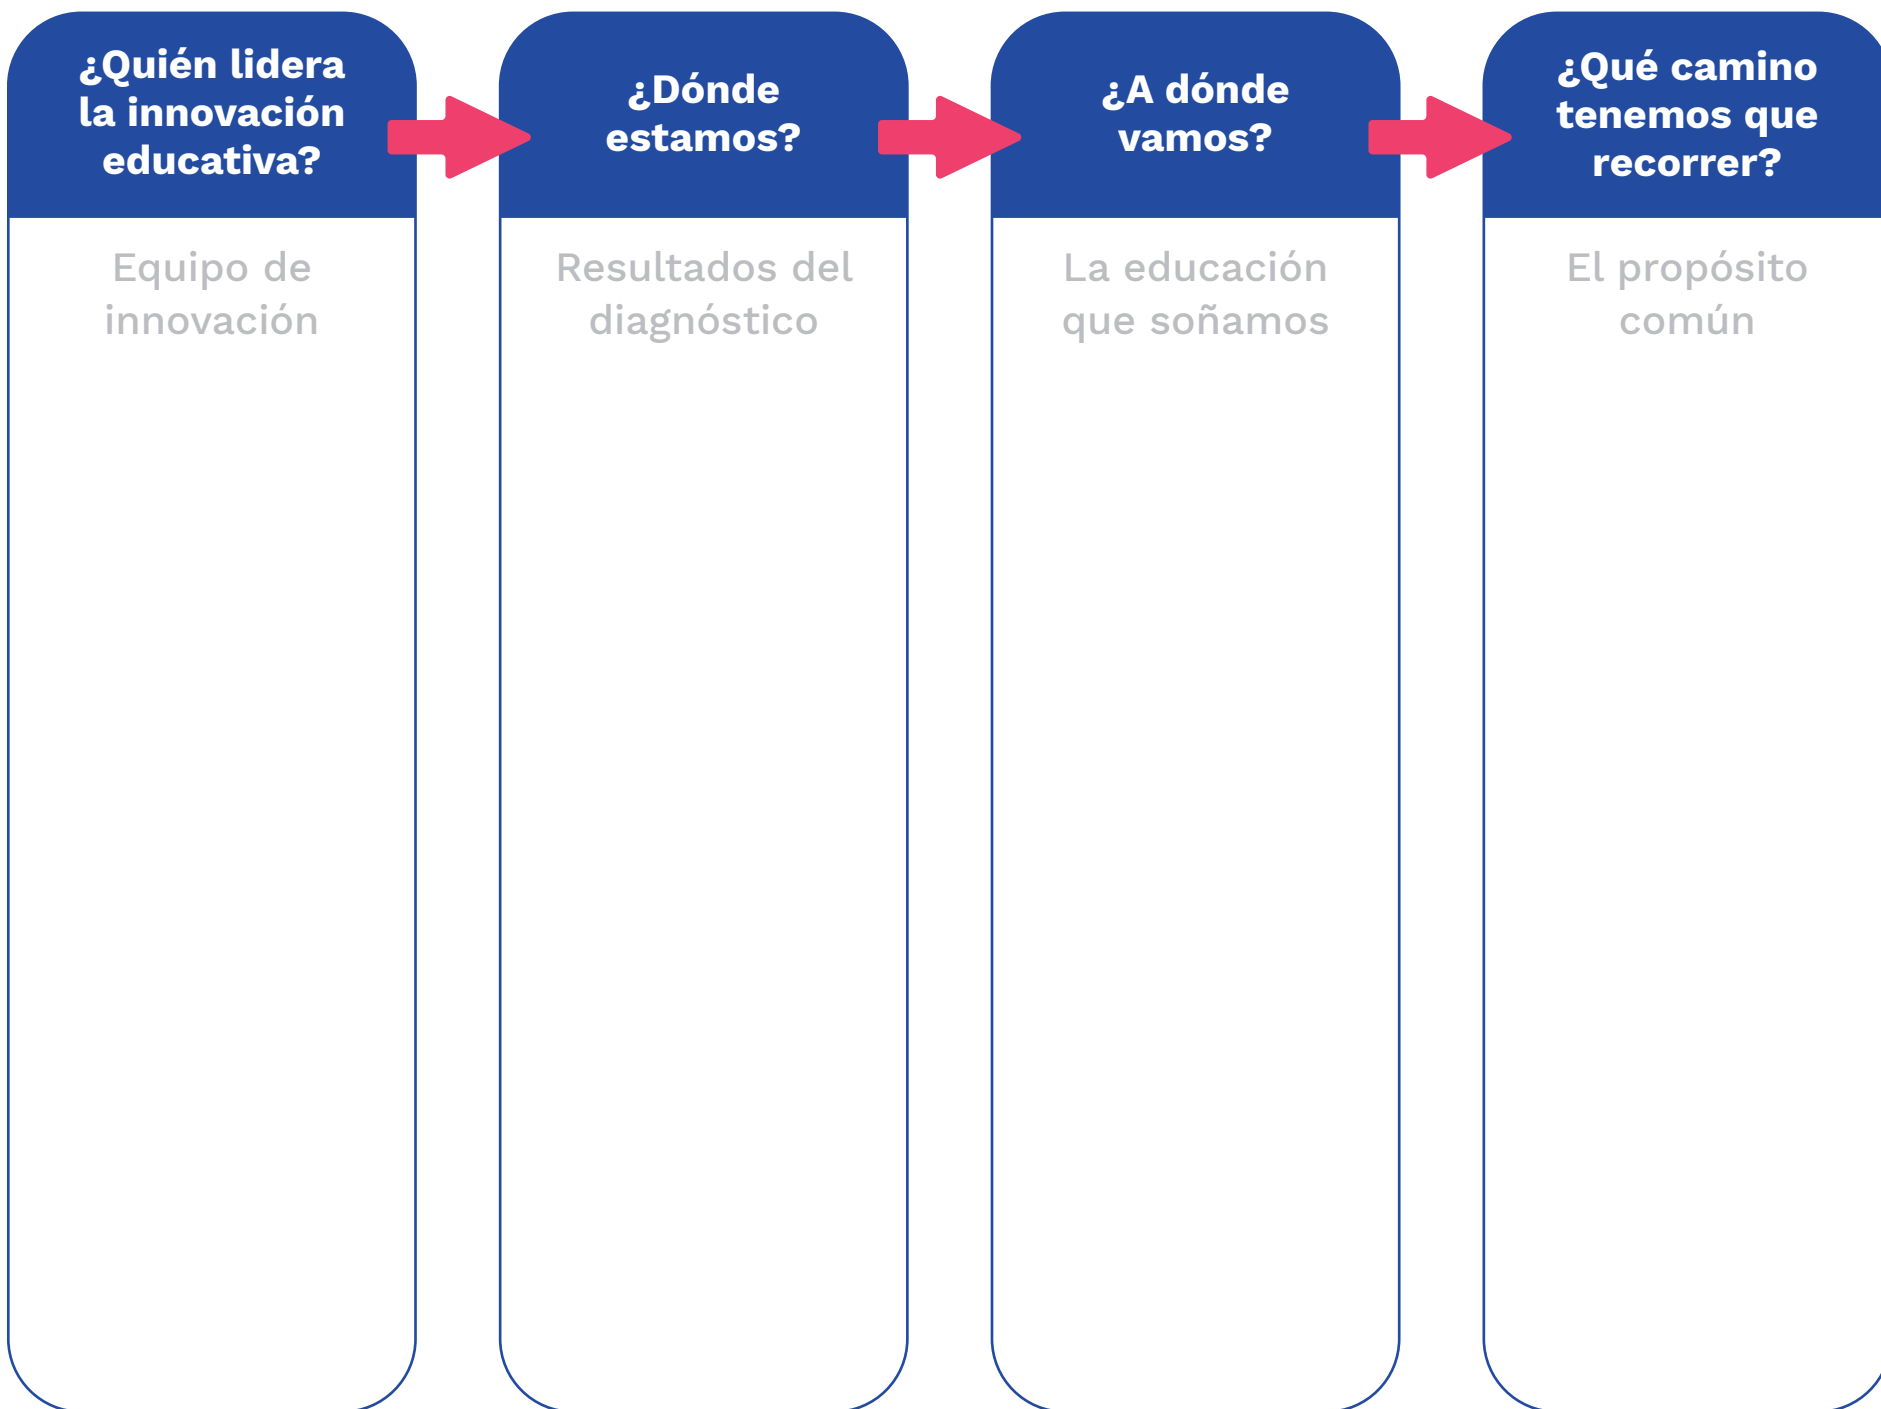 ¿Quién lidera
la innovación
educativa?
Equipo de
innovación
¿Dónde
estamos?
Resultados del
diagnóstico
¿A dónde
vamos?
La educación
que soñamos
¿Qué camino
tenemos que
recorrer?
El propósito
común